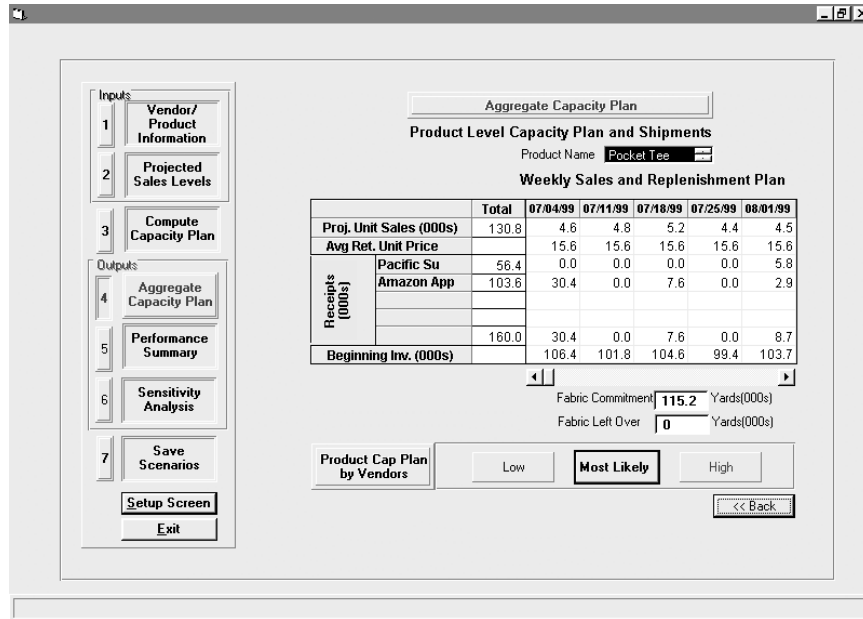 Inputs
1
Vendor/
Product
Information
2
Projected
Sales Levels
3
Compute
Capacity Plan
Outputs
4
Aggregate
Capacity Plan
5
Performance
Summary
6
Sensitivity
Analysis
7
Save
Scenarios
Setup Screen
Exit
Aggregate Capacity Plan
Product Level Capacity Plan and Shipments
Product Name Pocket Tee
Weekly Sales and Replenishment Plan
Total 07/04/99 07/11/99 07/18/99 07/25/99 08/01/99
Proj. Unit Sales (000s) 130.8 4.6 4.8 5.2 4.4 4.5
Avg Ret. Unit Price 15.6 15.6 15.6 15.6 15.6
Receipts
(000s)
Pacific Su 56.4 0.0 0.0 0.0 0.0 5.8
Amazon App 103.6 30.4 0.0 7.6 0.0 2.9
160.0 30.4 0.0 7.6 0.0 8.7
Beginning Inv. (000s) 106.4 101.8 104.6 99.4 103.7
Fabric Commitment 115.2 Yards(000s)
Fabric Left Over 0 Yards(000s)
Product Cap Plan
by Vendors
Low Most Likely High
<< Back